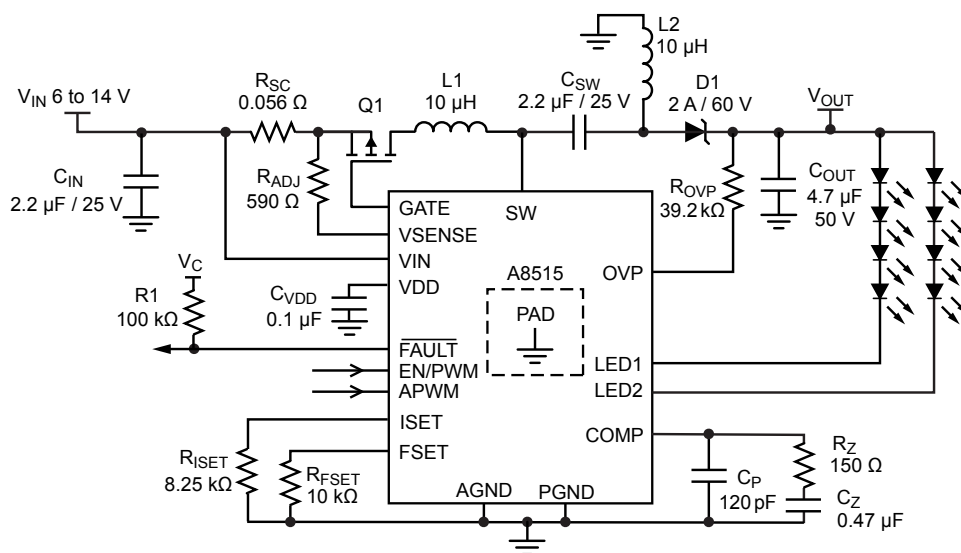 L2
10 µH
V_IN 6 to 14 V
R_SC
0.056 Ω
Q1
L1
10 µH
C_SW
2.2 µF / 25 V
D1
2 A / 60 V
V_OUT
C_IN
2.2 µF / 25 V
R_ADJ
590 Ω
R_OVP
39.2 kΩ
C_OUT
4.7 µF
50 V
GATE
SW
VSENSE
VIN
VDD
OVP
A8515
PAD
V_C
R1
100 kΩ
C_VDD
0.1 µF
FAULT
EN/PWM
APWM
LED1
LED2
ISET
FSET
COMP
R_ISET
8.25 kΩ
R_FSET
10 kΩ
AGND
PGND
C_P
120 pF
R_Z
150 Ω
C_Z
0.47 µF